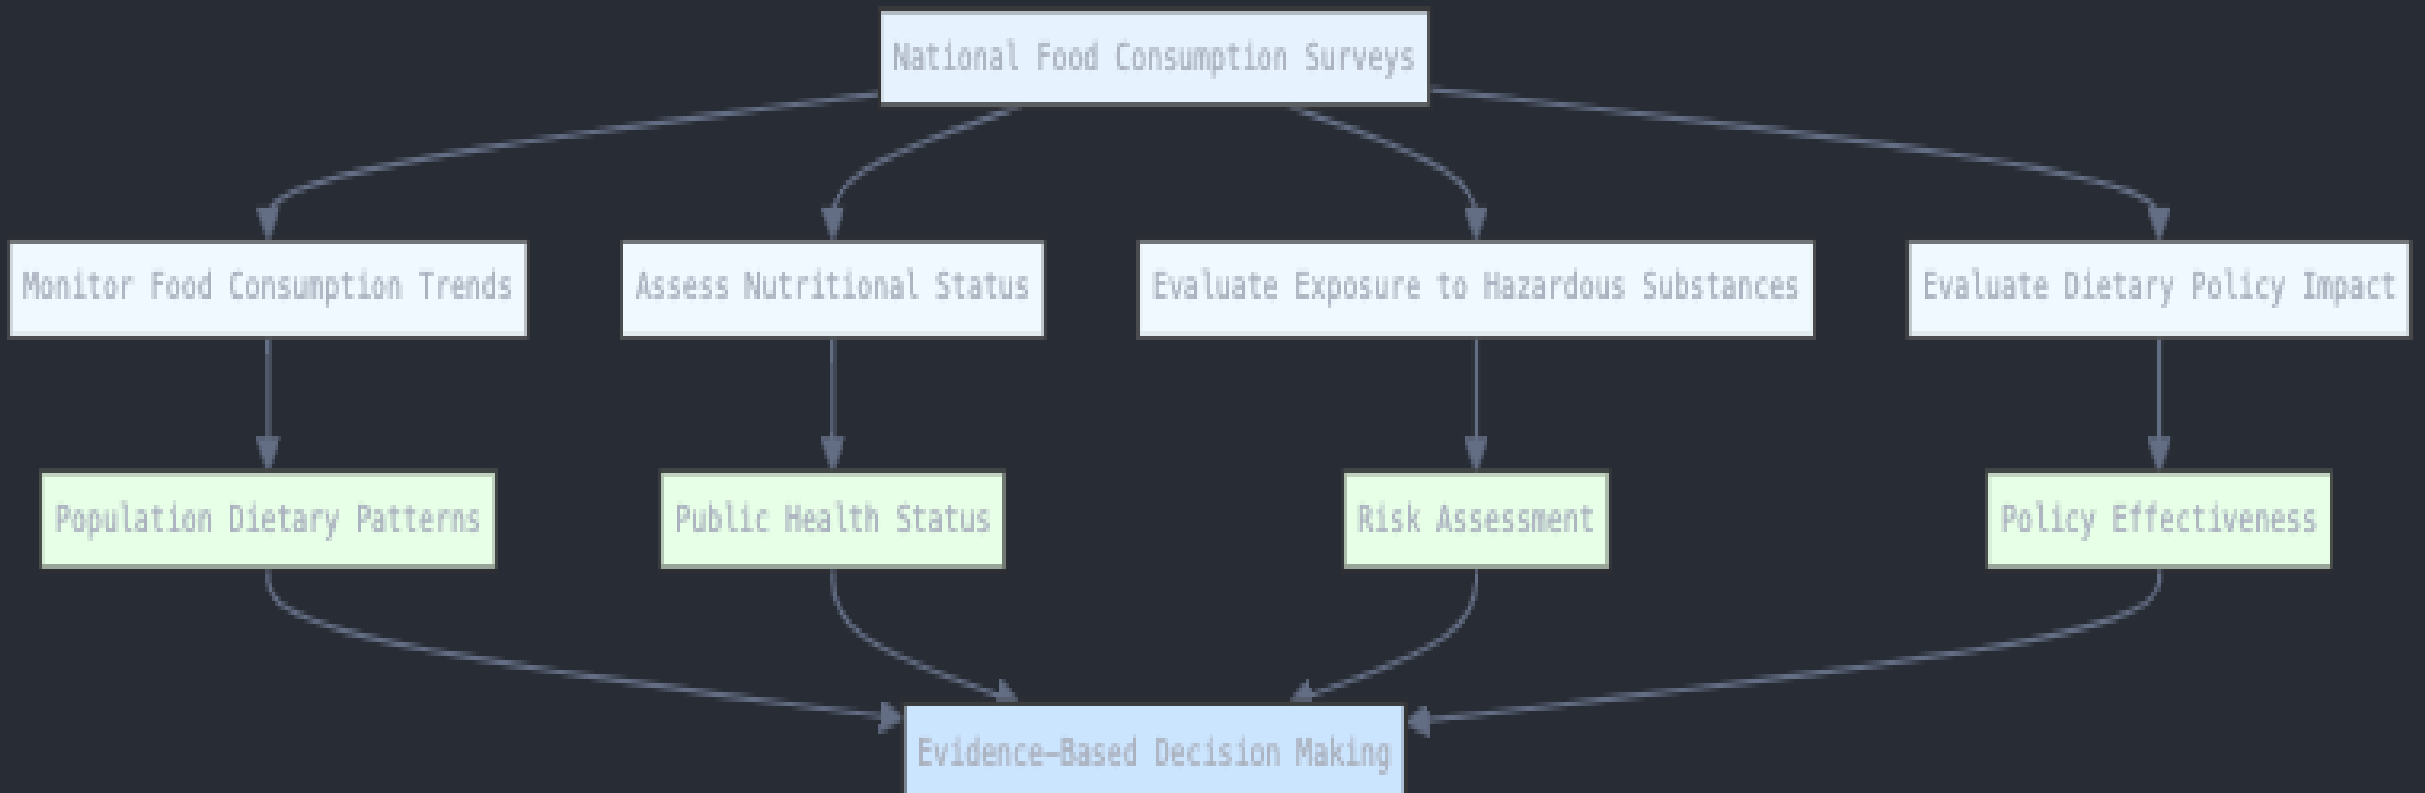 National Food Consumption Surveys
Monitor Food Consumption Trends
Assess Nutritional Status
Evaluate Exposure to Hazardous Substances
Evaluate Dietary Policy Impact
Population Dietary Patterns
Public Health Status
Risk Assessment
Policy Effectiveness
Evidence-Based Decision Making